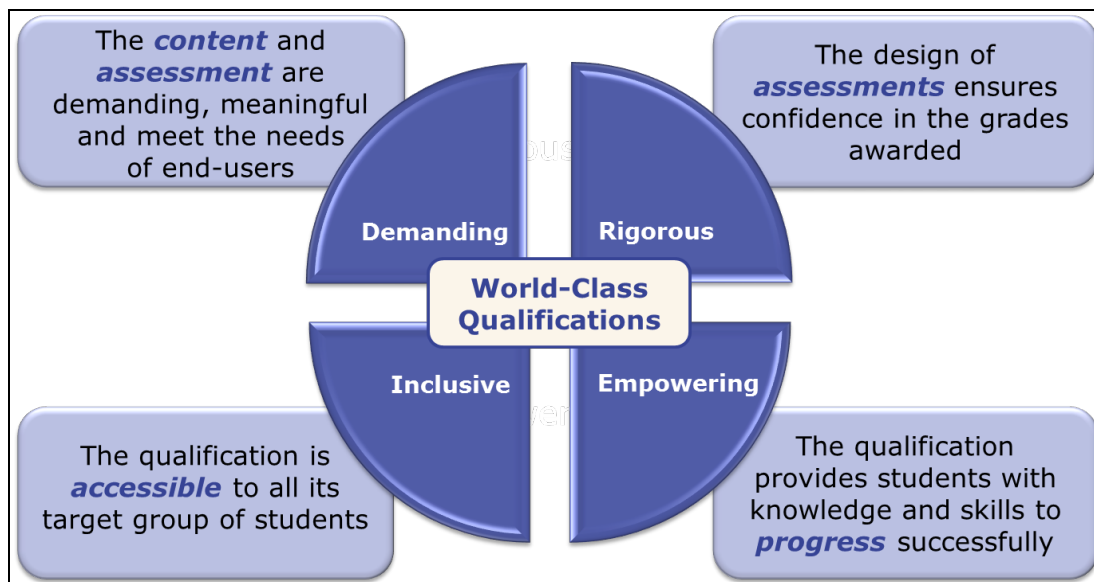 The content and
assessment are
demanding, meaningful
and meet the needs
of end-users
The design of
assessments ensures
confidence in the grades
awarded
Demanding
Rigorous
World-Class
Qualifications
Inclusive
Empowering
The qualification is
accessible to all its
target group of students
The qualification
provides students with
knowledge and skills to
progress successfully